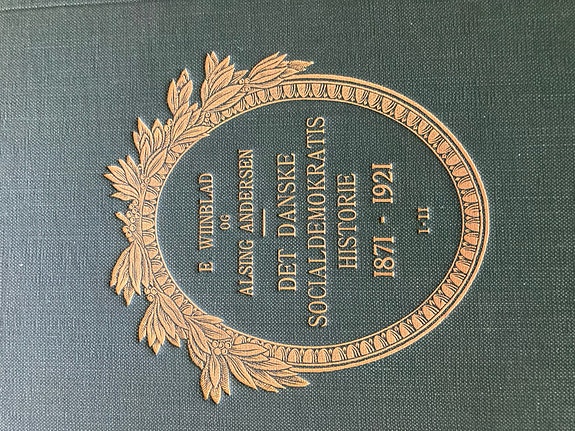 E. WIINBLAD
OG
ALSING ANDERSEN
DET DANSKE
SOCIALDEMOKRATIS
HISTORIE
1871 - 1921
I-II